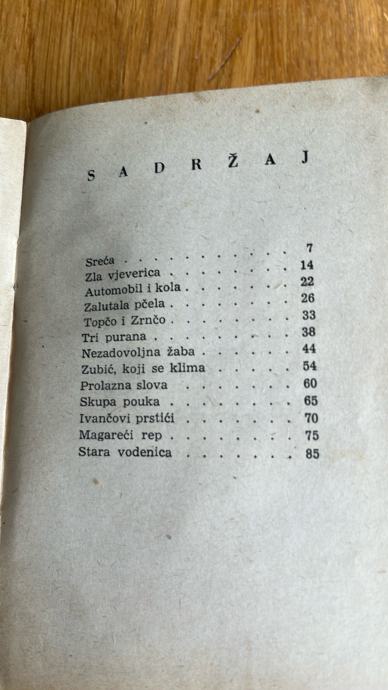 SADRŽAJ
Sreća . . . . . . . . . . . 7
Zla vjeverica . . . . . . . . 14
Automobil i kola . . . . . . . 22
Zalutala pčela . . . . . . . . 26
Topčo i Zrnčo . . . . . . . . 33
Tri purana . . . . . . . . . 38
Nezadovoljna žaba . . . . . . 44
Zubić, koji se klima . . . . . . 54
Prolazna slova . . . . . . . . 60
Skupa pouka . . . . . . . . 65
Ivančovi prstići . . . . . . . 70
Magareći rep . . . . . . . . 75
Stara vodenica . . . . . . . 85